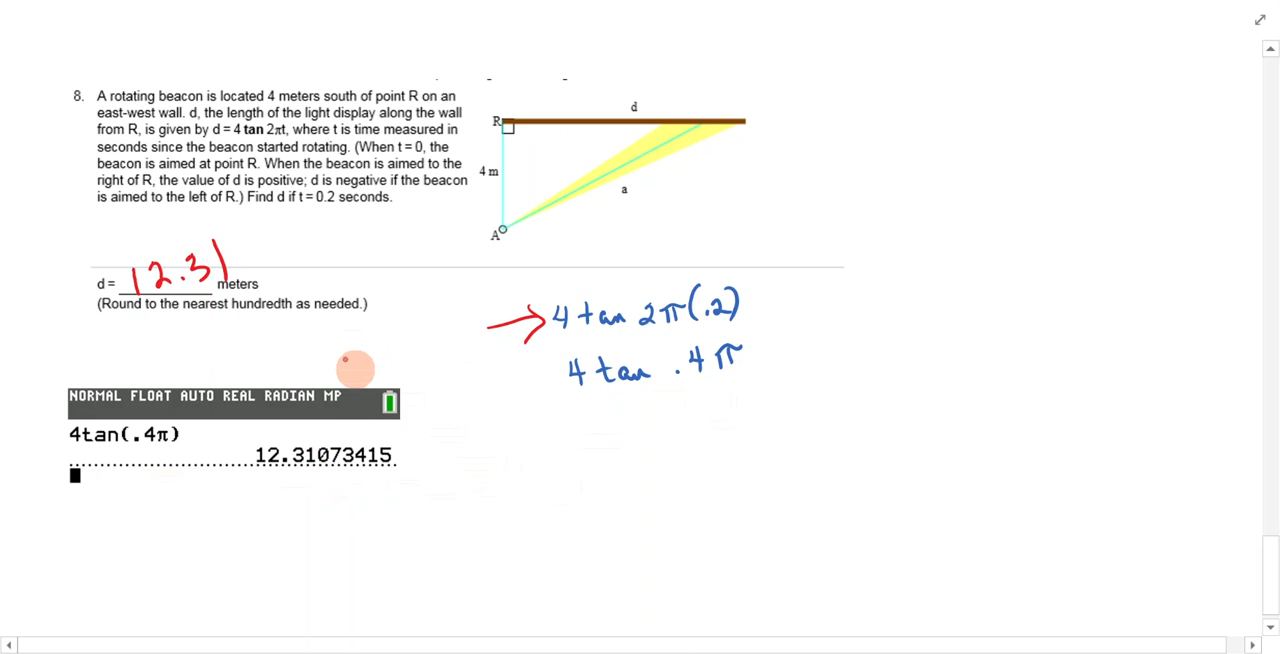 8. A rotating beacon is located 4 meters south of point R on an
east-west wall. d, the length of the light display along the wall
from R, is given by d = 4 tan 2πt, where t is time measured in
seconds since the beacon started rotating. (When t = 0, the
beacon is aimed at point R. When the beacon is aimed to the
right of R, the value of d is positive; d is negative if the beacon
is aimed to the left of R.) Find d if t = 0.2 seconds.
d
R
4 m
a
A
d = 12.31 meters
(Round to the nearest hundredth as needed.)
4 tan 2π(.2)
4 tan .4π
NORMAL FLOAT AUTO REAL RADIAN MP
4tan(.4π)
12.31073415